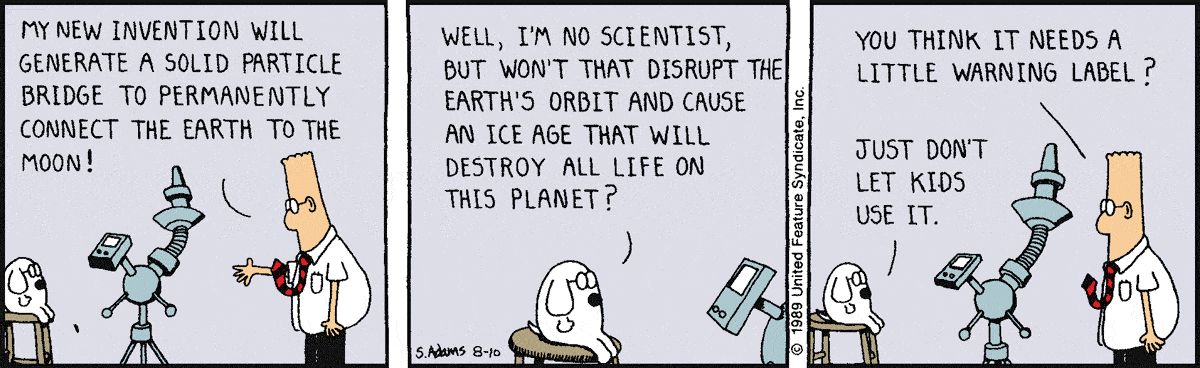 MY NEW INVENTION WILL
GENERATE A SOLID PARTICLE
BRIDGE TO PERMANENTLY
CONNECT THE EARTH TO THE
MOON!
WELL, I'M NO SCIENTIST,
BUT WON'T THAT DISRUPT THE
EARTH'S ORBIT AND CAUSE
AN ICE AGE THAT WILL
DESTROY ALL LIFE ON
THIS PLANET?
S.Adams 8-10
© 1989 United Feature Syndicate, Inc.
YOU THINK IT NEEDS A
LITTLE WARNING LABEL?
JUST DON'T
LET KIDS
USE IT.